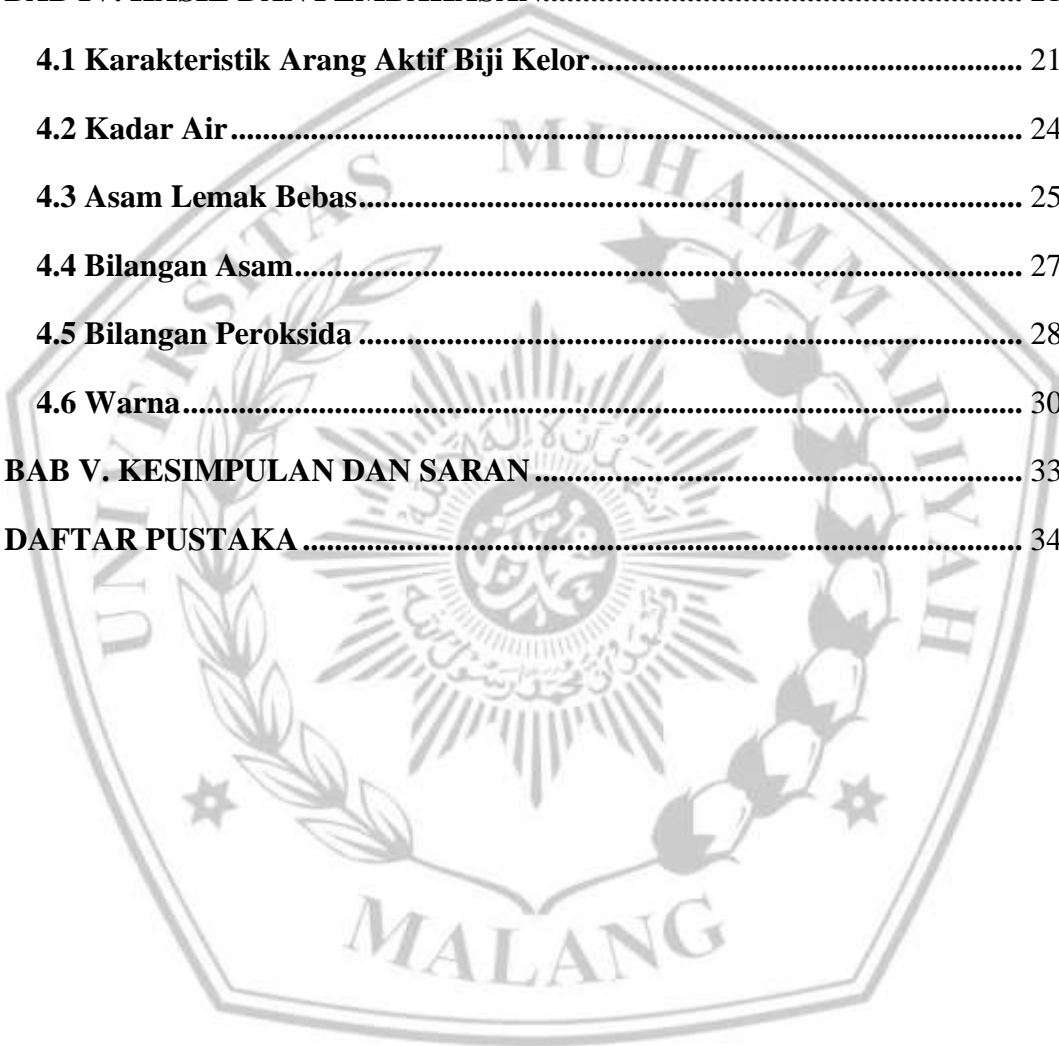 4.1 Karakteristik Arang Aktif Biji Kelor...................................................... 21
4.2 Kadar Air................................................................................................... 24
4.3 Asam Lemak Bebas................................................................................... 25
4.4 Bilangan Asam........................................................................................... 27
4.5 Bilangan Peroksida ................................................................................... 28
4.6 Warna......................................................................................................... 30
BAB V. KESIMPULAN DAN SARAN............................................................. 33
DAFTAR PUSTAKA .......................................................................................... 34
UNIVERSITAS MUHAMMADIYAH
MALANG